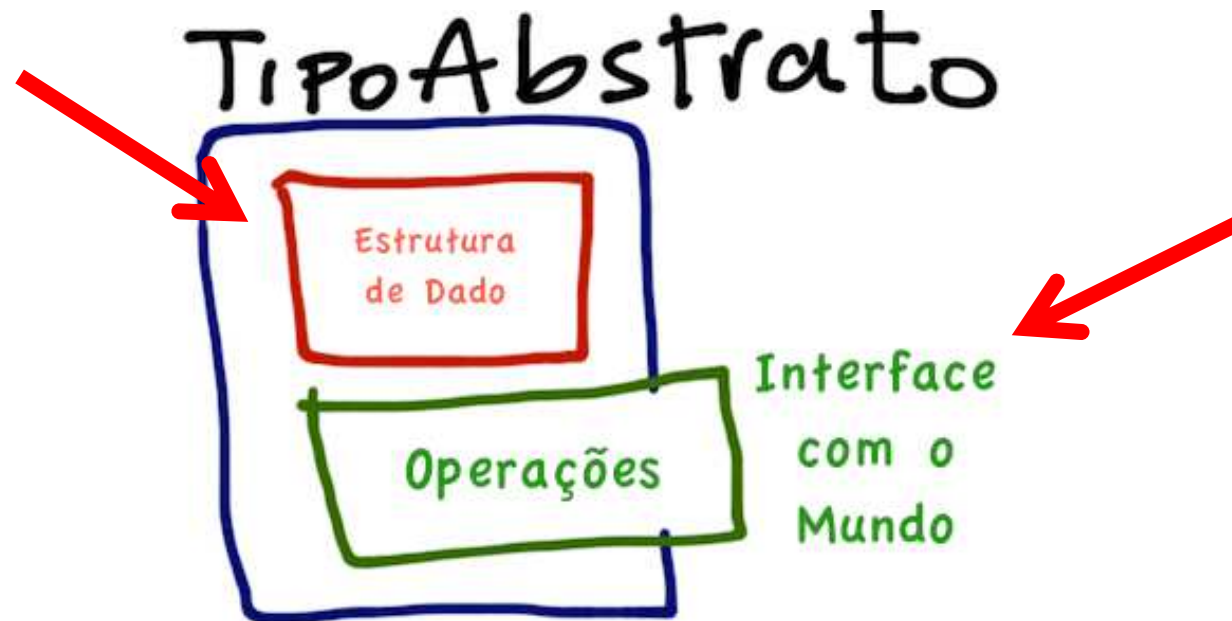 TipoAbstrato
Estrutura
de Dado
Operações
Interface
com o
Mundo